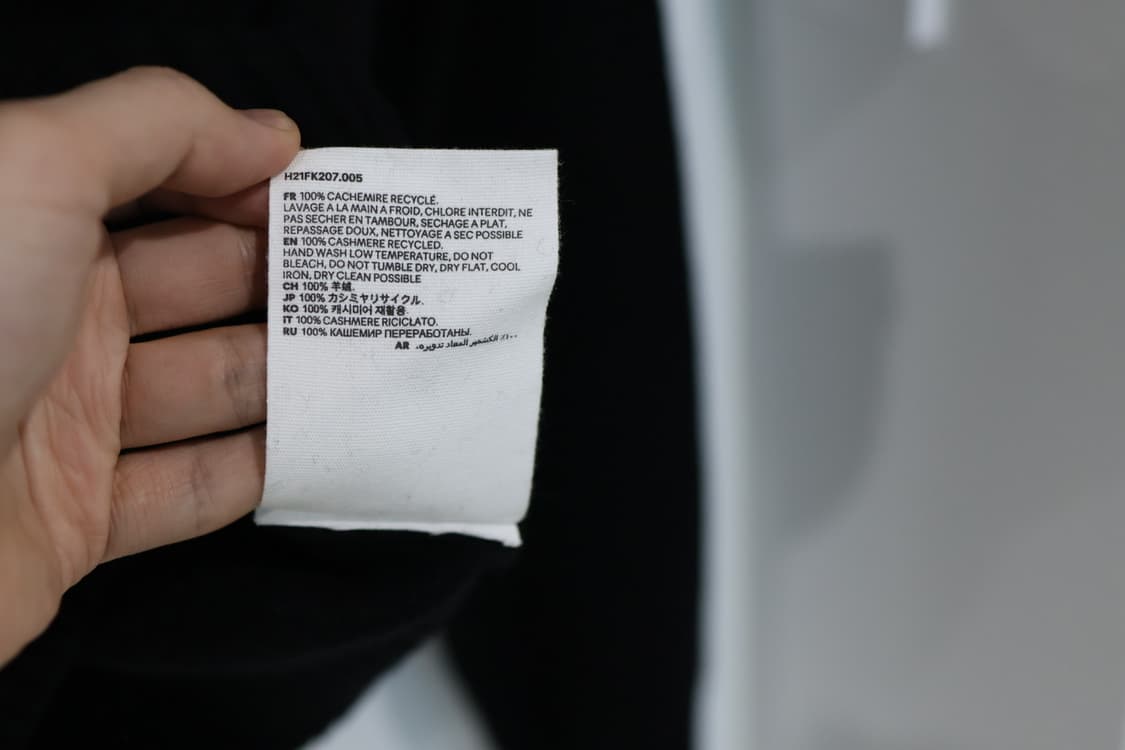 H21FK207.005
FR 100% CACHEMIRE RECYCLÉ.
LAVAGE A LA MAIN A FROID, CHLORE INTERDIT, NE
PAS SECHER EN TAMBOUR, SECHAGE A PLAT,
REPASSAGE DOUX, NETTOYAGE A SEC POSSIBLE
EN 100% CASHMERE RECYCLED.
HAND WASH LOW TEMPERATURE, DO NOT
BLEACH, DO NOT TUMBLE DRY, DRY FLAT, COOL
IRON, DRY CLEAN POSSIBLE
CH 100% 羊绒.
JP 100% カシミヤリサイクル.
KO 100% 캐시미어 재활용.
IT 100% CASHMERE RICICLATO.
RU 100% КАШЕМИР ПЕРЕРАБОТАНЫ.
AR ١٠٠٪ الكشمير المعاد تدويره.